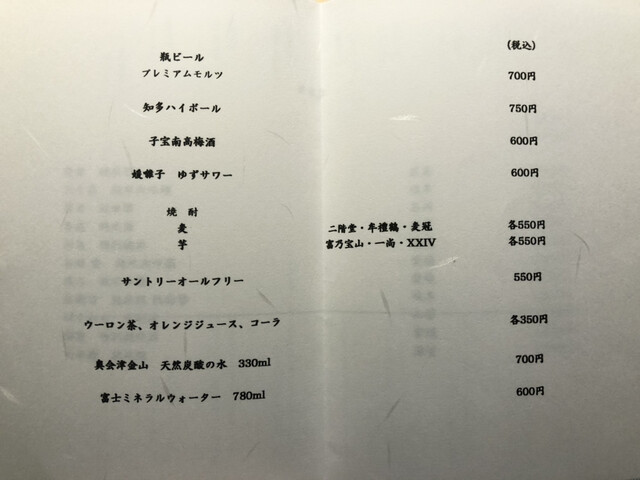 (税込)
瓶ビール
プレミアムモルツ 700円
知多ハイボール 750円
子宝南高梅酒 600円
媛囃子 ゆずサワー 600円
焼酎
麦 二階堂・牟禮鶴・麦冠 各550円
芋 富乃宝山・一尚・XXIV 各550円
サントリーオールフリー 550円
ウーロン茶、オレンジジュース、コーラ 各350円
奥会津金山 天然炭酸の水 330ml 700円
富士ミネラルウォーター 780ml 600円